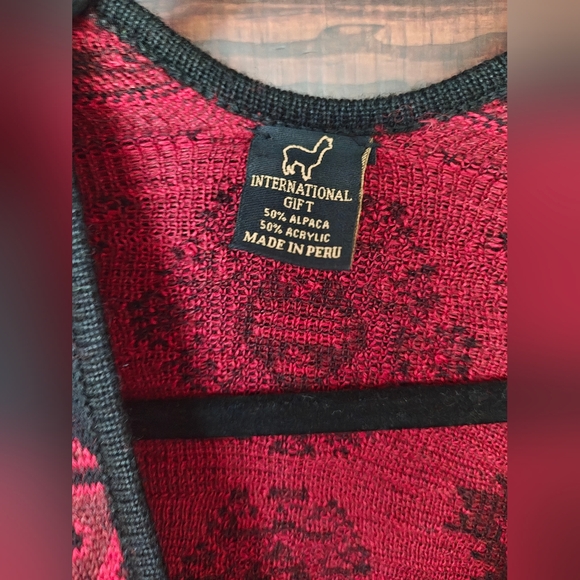 INTERNATIONAL
GIFT
50% ALPACA
50% ACRYLIC
MADE IN PERU